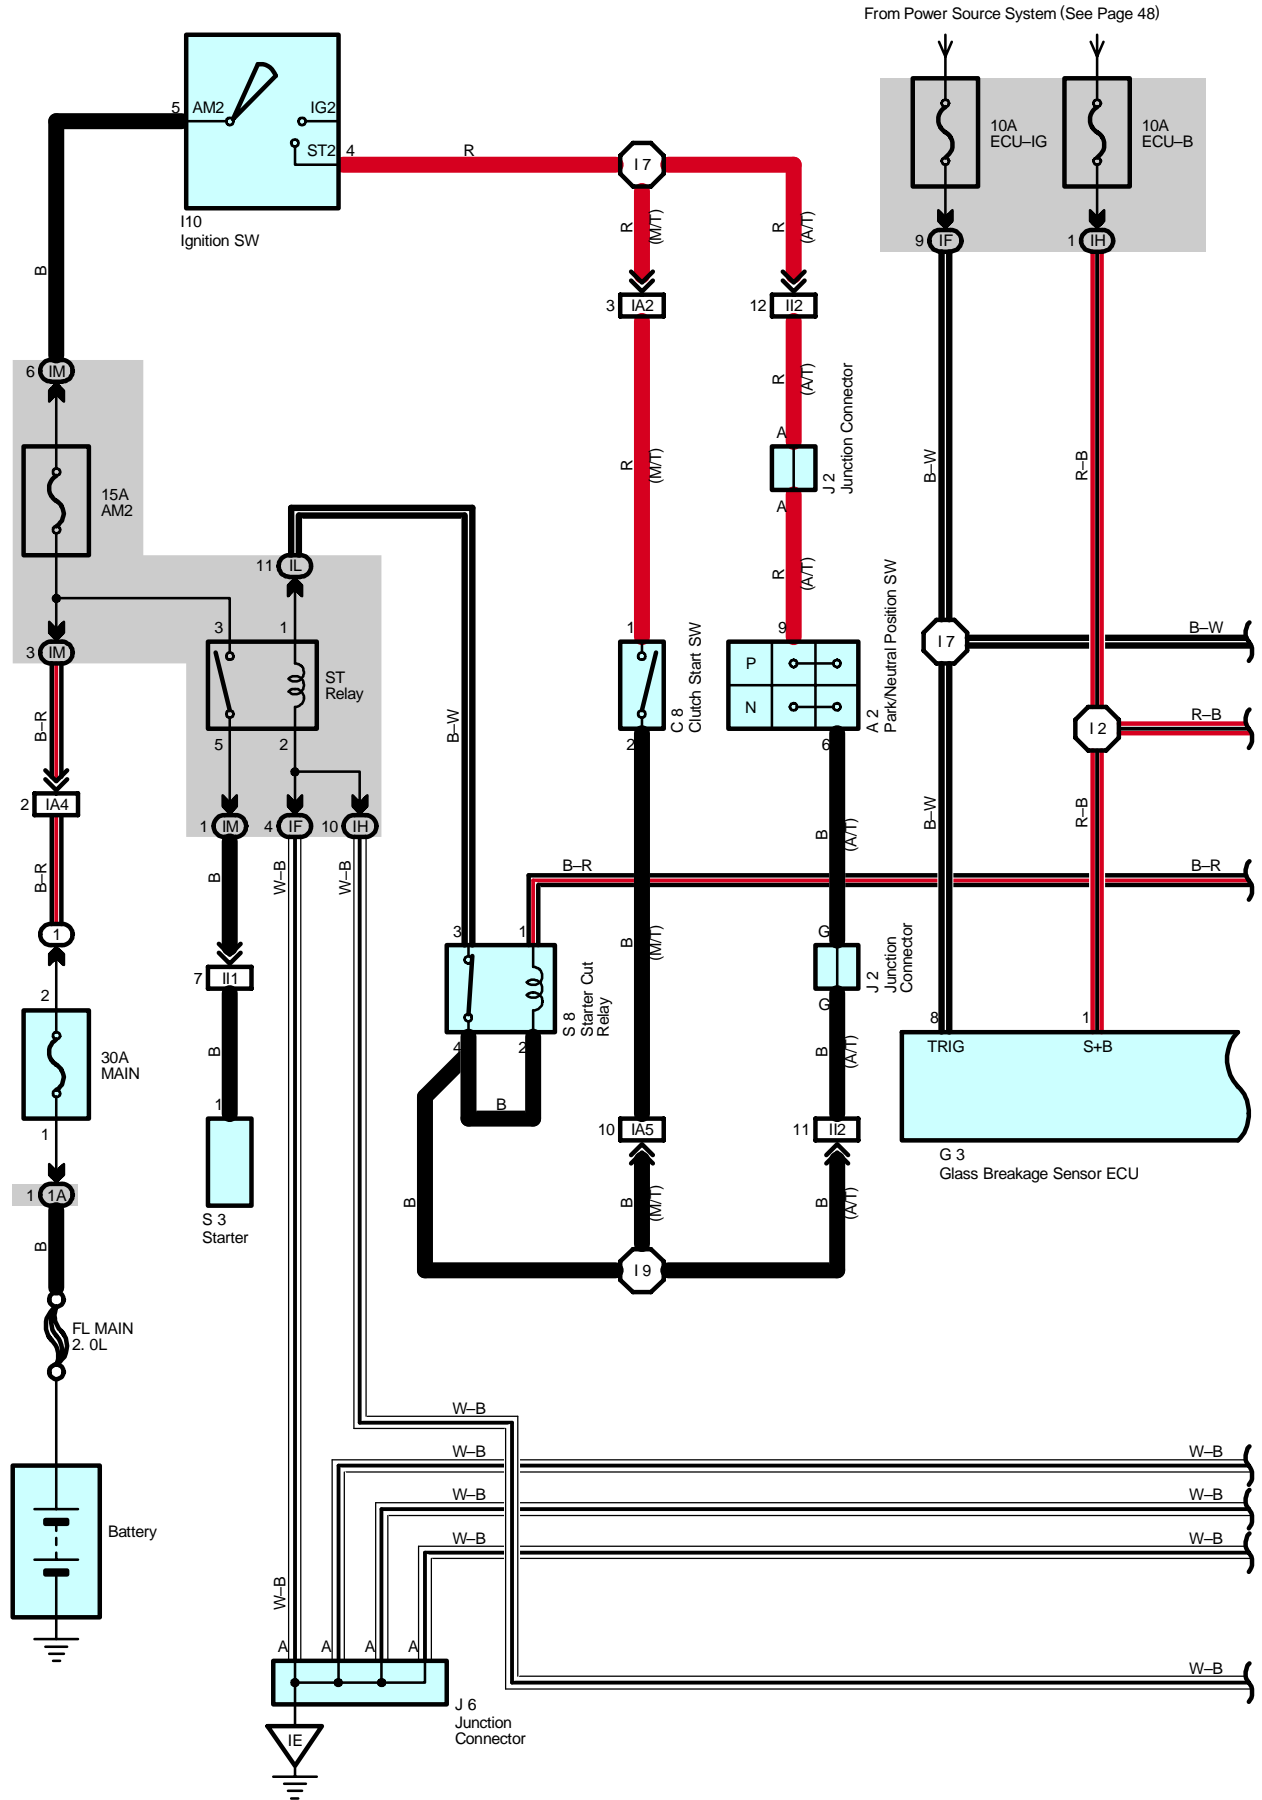 From Power Source System (See Page 48)
5
AM2
IG2
ST2
4
R
I 7
I10
Ignition SW
10A
ECU–IG
10A
ECU–B
9
IF
1
IH
B
R
(M/T)
R
(A/T)
3
IA2
12
II2
6
IM
15A
AM2
R
(M/T)
R
(A/T)
A
J 2
Junction Connector
A
R
(A/T)
B–W
R–B
11
IL
3
1
ST
Relay
5
2
3
IM
B–R
B–W
1
C 8
Clutch Start SW
2
9
P
N
A 2
Park/Neutral Position SW
6
I 7
B–W
I 2
R–B
2
IA4
1
IM
4
IF
10
IH
B–R
B
W–B
W–B
B
(A/T)
B–W
R–B
B–R
1
3
1
S 8
Starter Cut
Relay
4
2
B
B
(M/T)
G
J 2
Junction
Connector
G
B
(A/T)
7
II1
B
1
S 3
Starter
2
30A
MAIN
1
8
TRIG
1
S+B
G 3
Glass Breakage Sensor ECU
10
IA5
11
II2
1
1A
B
B
B
(M/T)
B
(A/T)
I 9
FL MAIN
2. 0L
Battery
W–B
W–B
W–B
W–B
W–B
W–B
W–B
W–B
W–B
A
A
A
A
J 6
Junction
Connector
IE